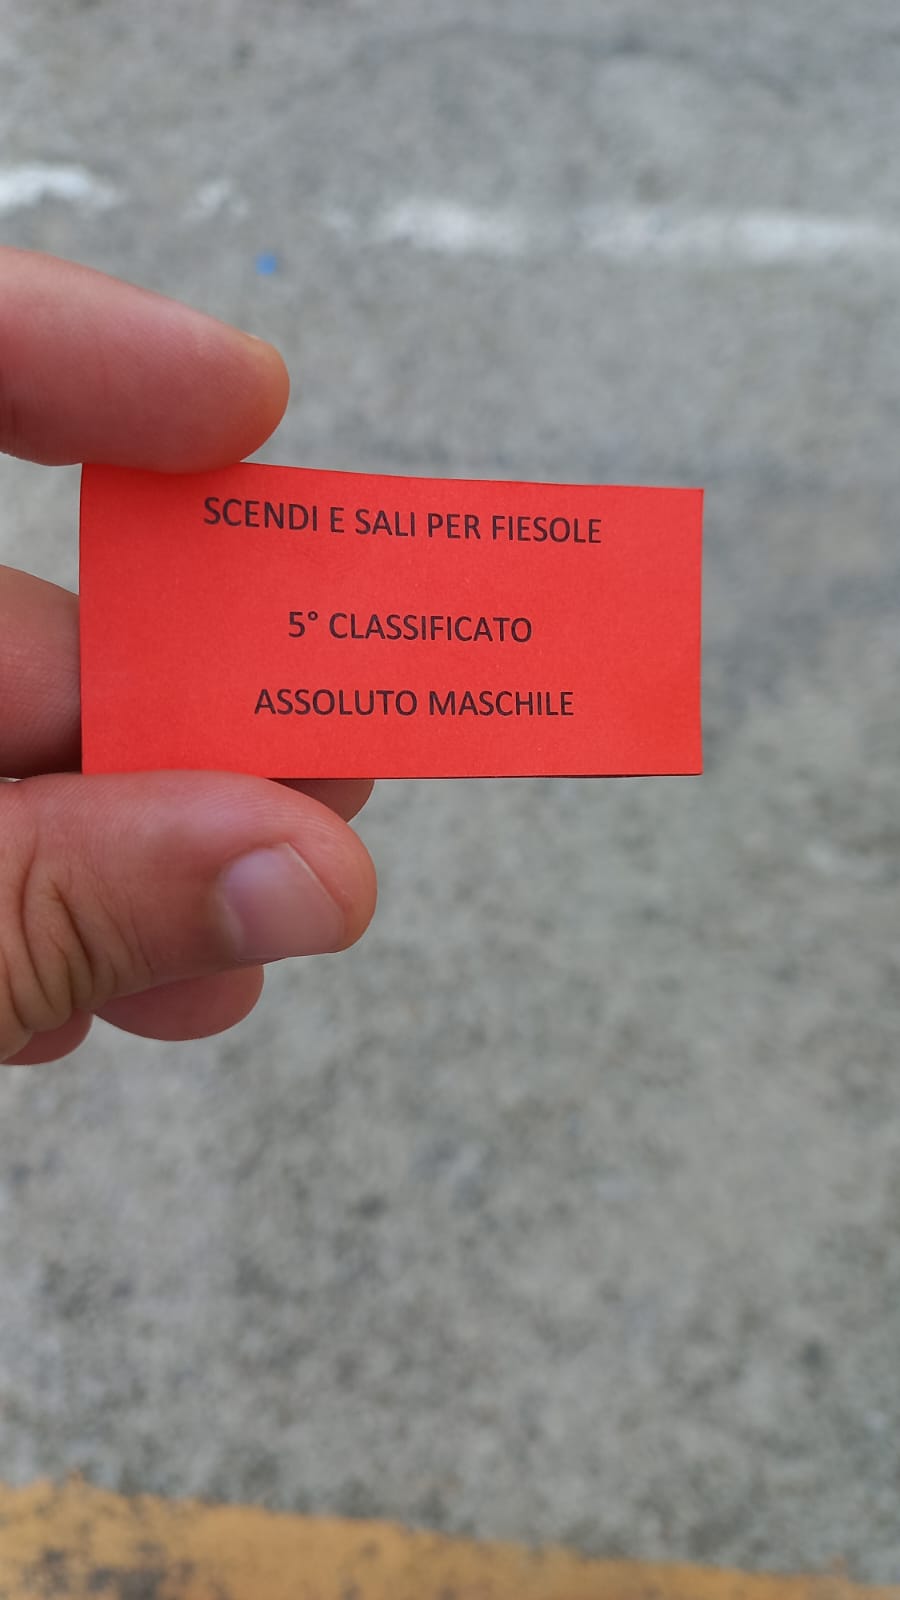 SCENDI E SALI PER FIESOLE
5° CLASSIFICATO
ASSOLUTO MASCHILE